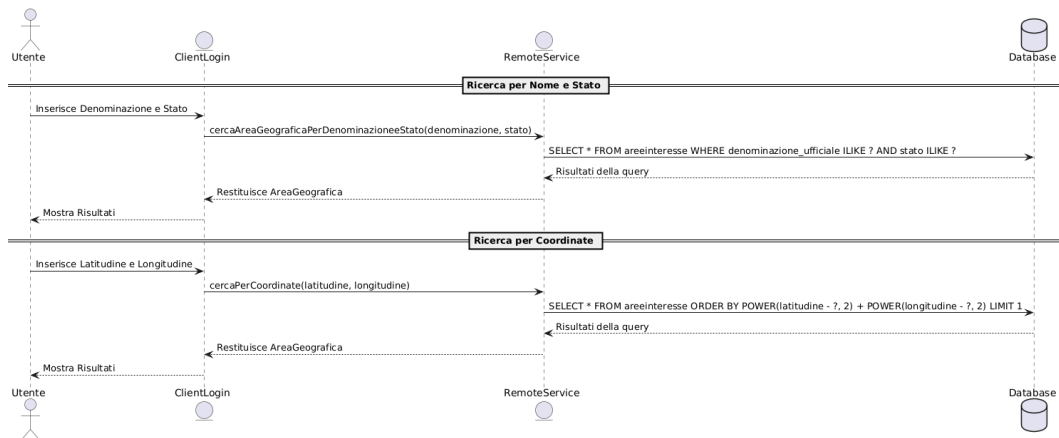 Utente ClientLogin RemoteService Database
Ricerca per Nome e Stato
Inserisce Denominazione e Stato
cercaAreaGeograficaPerDenominazioneeStato(denominazione, stato)
SELECT * FROM areeinteresse WHERE denominazione_ufficiale ILIKE ? AND stato ILIKE ?
Risultati della query
Restituisce AreaGeografica
Mostra Risultati
Ricerca per Coordinate
Inserisce Latitudine e Longitudine
cercaPerCoordinate(latitudine, longitudine)
SELECT * FROM areeinteresse ORDER BY POWER(latitudine - ?, 2) + POWER(longitudine - ?, 2) LIMIT 1
Risultati della query
Restituisce AreaGeografica
Mostra Risultati
Utente ClientLogin RemoteService Database